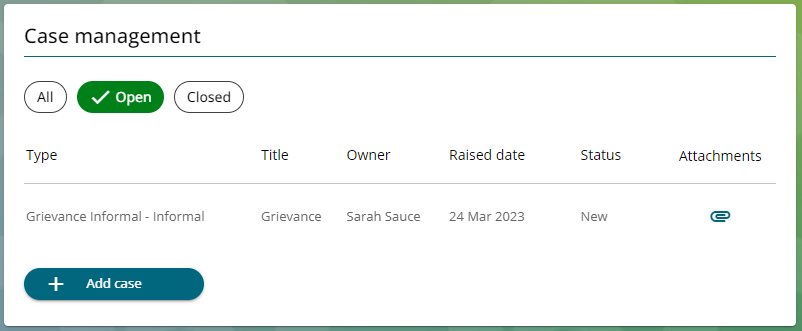 Case management
All Open Closed
Type Title Owner Raised date Status Attachments
Grievance Informal - Informal Grievance Sarah Sauce 24 Mar 2023 New
Add case